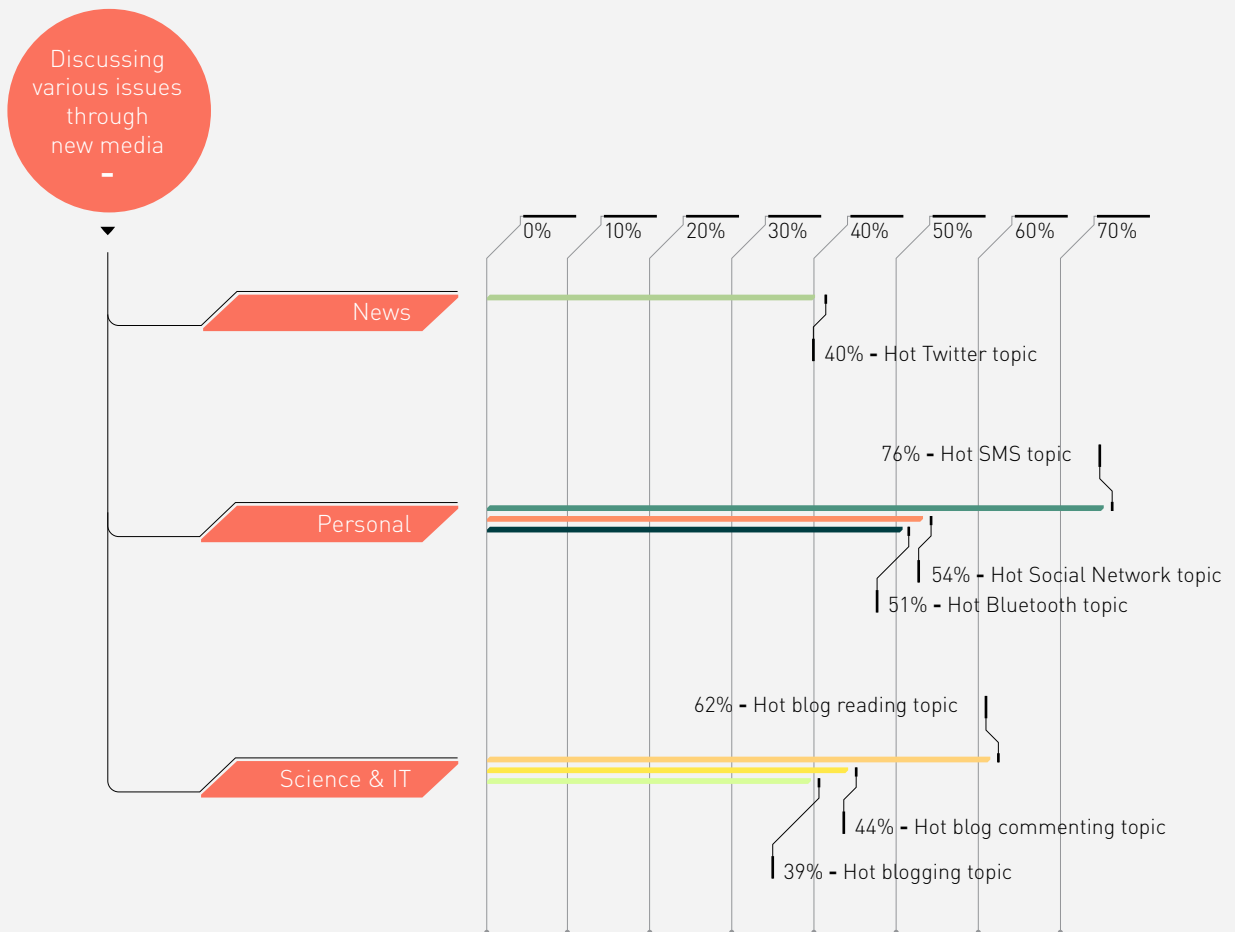 Discussing
various issues
through
new media
-
0% 10% 20% 30% 40% 50% 60% 70%
News
40% - Hot Twitter topic
76% - Hot SMS topic
Personal
54% - Hot Social Network topic
51% - Hot Bluetooth topic
62% - Hot blog reading topic
Science & IT
44% - Hot blog commenting topic
39% - Hot blogging topic